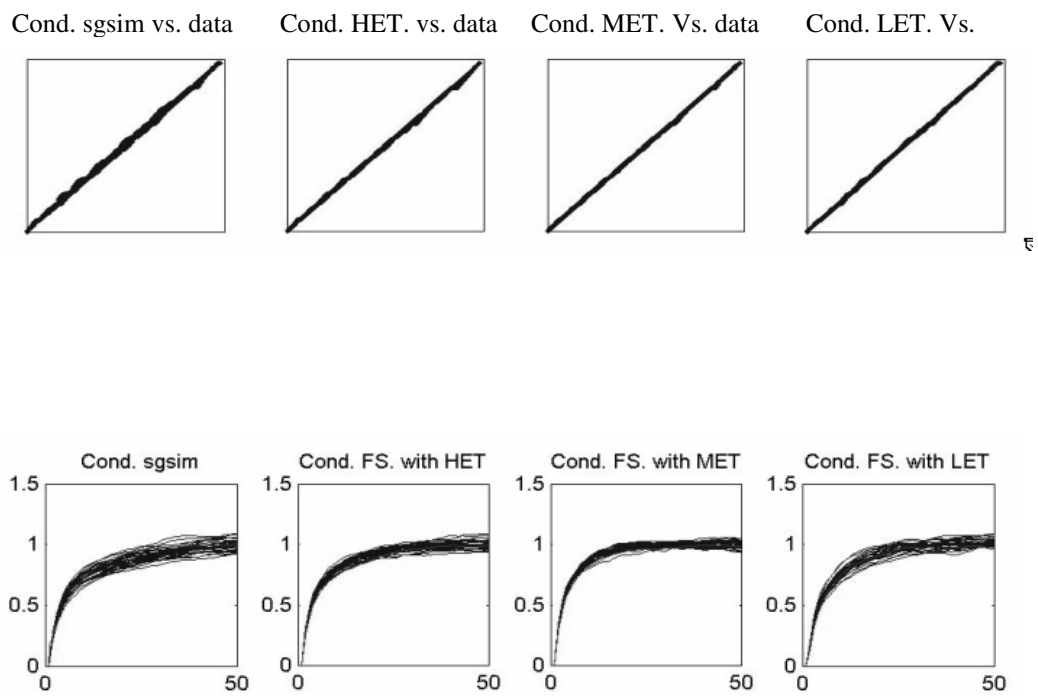 Cond. sgsim vs. data Cond. HET. vs. data Cond. MET. Vs. data Cond. LET. Vs.
Cond. sgsim Cond. FS. with HET Cond. FS. with MET Cond. FS. with LET
1.5 1.5 1.5 1.5
1 1 1 1
0.5 0.5 0.5 0.5
0 0 0 0
0 50 0 50 0 50 0 50